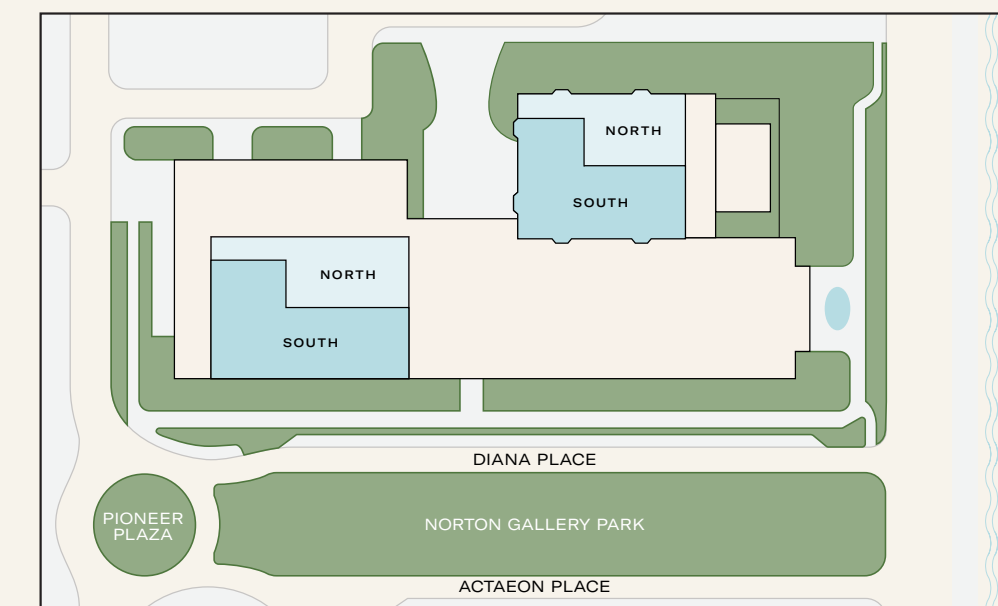 NORTH
SOUTH
NORTH
SOUTH
DIANA PLACE
PIONEER
PLAZA
NORTON GALLERY PARK
ACTAEON PLACE